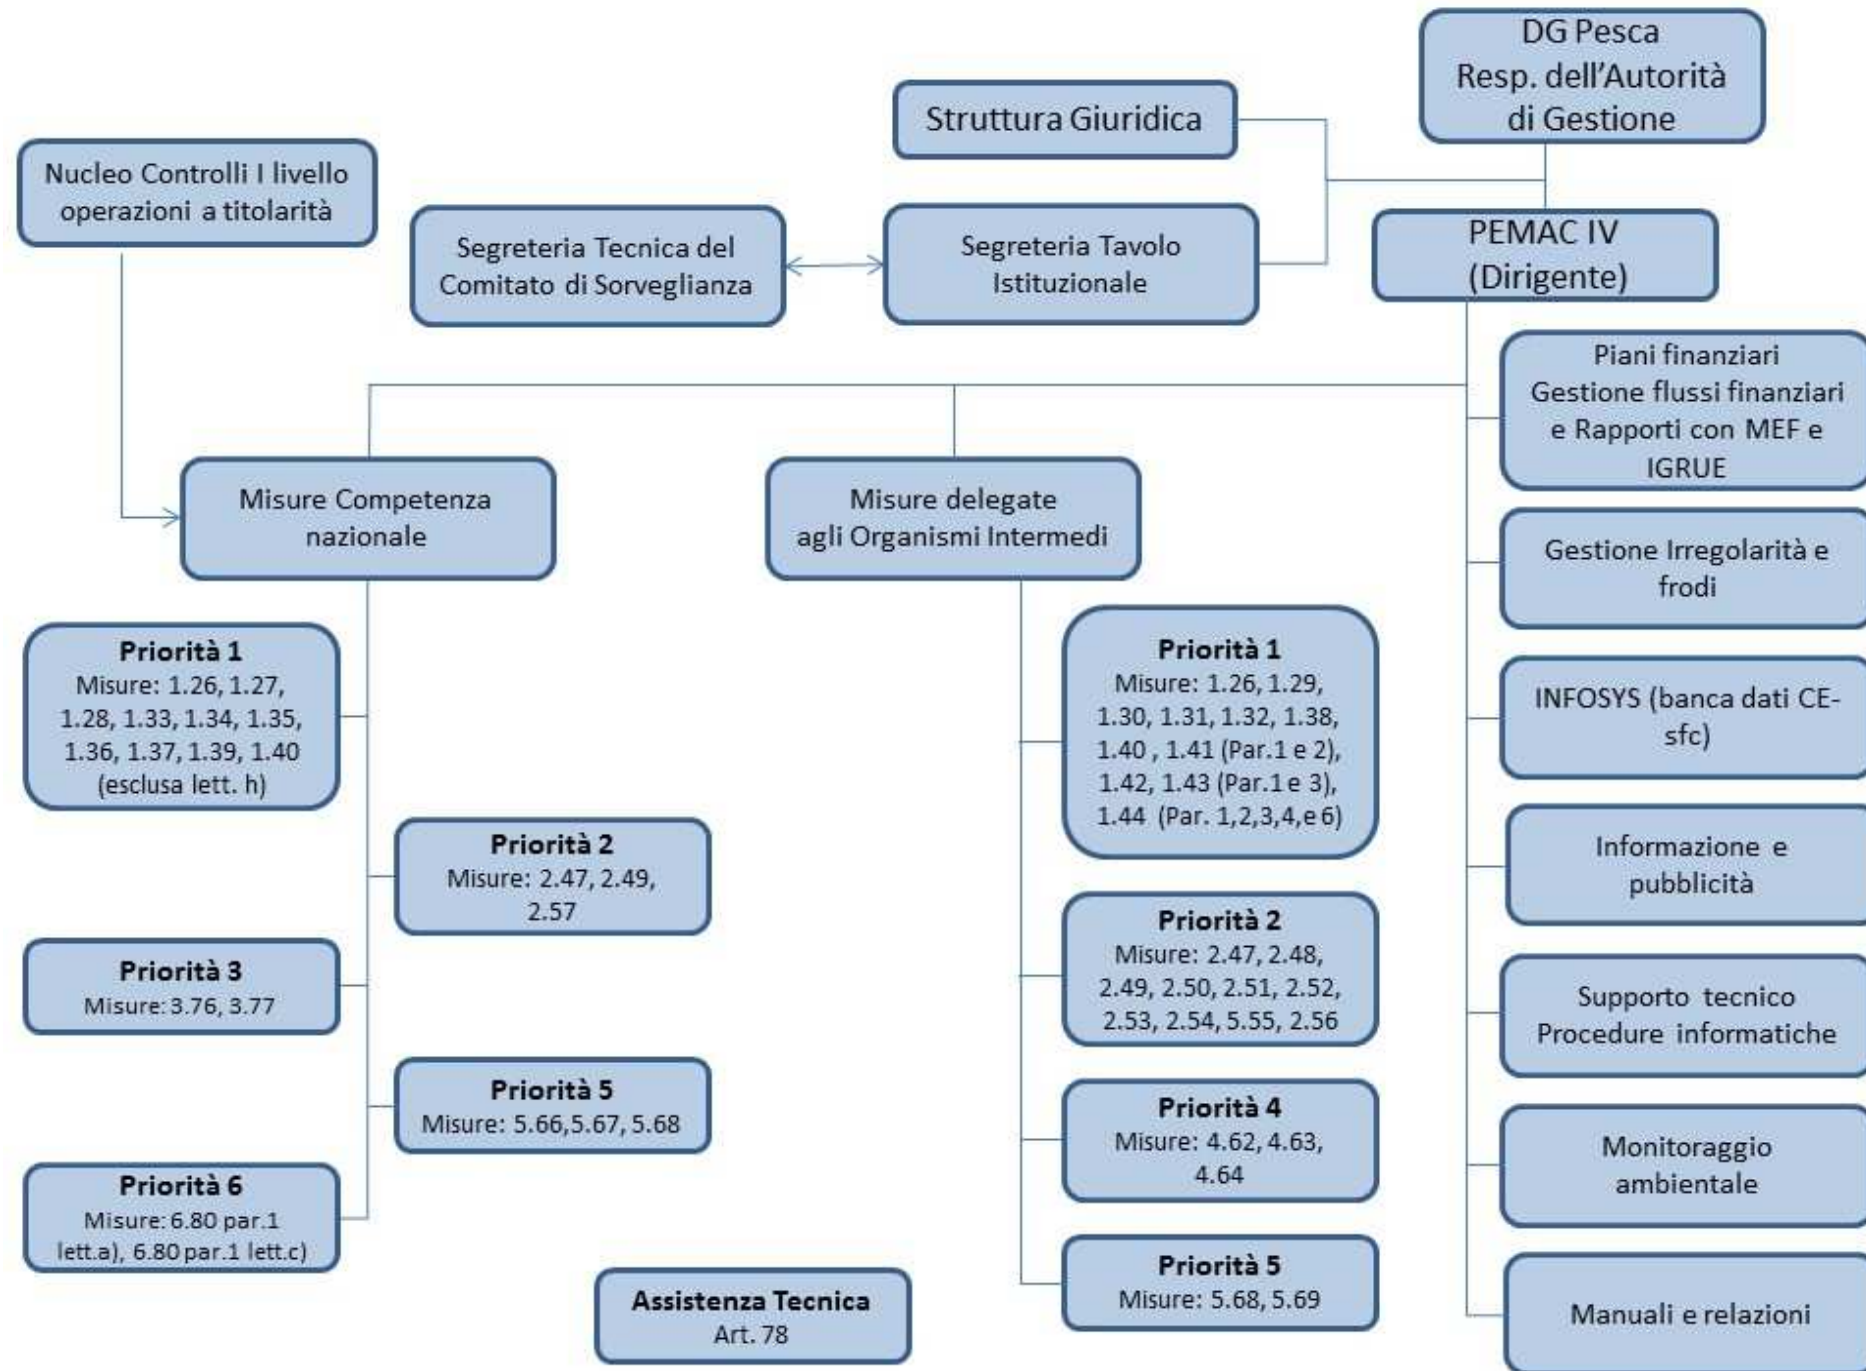 DG Pesca
Resp. dell'Autorità
di Gestione
Struttura Giuridica
Nucleo Controlli I livello
operazioni a titolarità
Segreteria Tecnica del
Comitato di Sorveglianza
Segreteria Tavolo
Istituzionale
PEMAC IV
(Dirigente)
Piani finanziari
Gestione flussi finanziari
e Rapporti con MEF e
IGRUE
Misure Competenza
nazionale
Misure delegate
agli Organismi Intermedi
Gestione Irregolarità e
frodi
INFOSYS (banca dati CE-
sfc)
Informazione e
pubblicità
Supporto tecnico
Procedure informatiche
Monitoraggio
ambientale
Manuali e relazioni
Priorità 1
Misure: 1.26, 1.27,
1.28, 1.33, 1.34, 1.35,
1.36, 1.37, 1.39, 1.40
(esclusa lett. h)
Priorità 2
Misure: 2.47, 2.49,
2.57
Priorità 3
Misure: 3.76, 3.77
Priorità 5
Misure: 5.66,5.67, 5.68
Priorità 6
Misure: 6.80 par.1
lett.a), 6.80 par.1 lett.c)
Priorità 1
Misure: 1.26, 1.29,
1.30, 1.31, 1.32, 1.38,
1.40 , 1.41 (Par.1 e 2),
1.42, 1.43 (Par.1 e 3),
1.44 (Par. 1,2,3,4,e 6)
Priorità 2
Misure: 2.47, 2.48,
2.49, 2.50, 2.51, 2.52,
2.53, 2.54, 5.55, 2.56
Priorità 4
Misure: 4.62, 4.63,
4.64
Priorità 5
Misure: 5.68, 5.69
Assistenza Tecnica
Art. 78